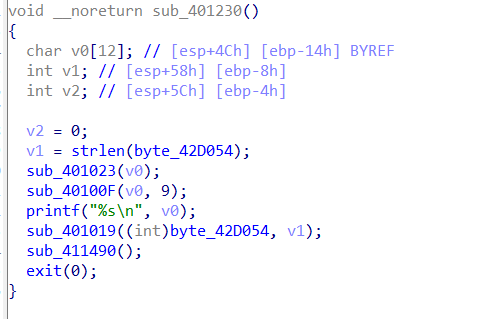 void __noreturn sub_401230()
{
char v0[12]; // [esp+4Ch] [ebp-14h] BYREF
int v1; // [esp+58h] [ebp-8h]
int v2; // [esp+5Ch] [ebp-4h]
v2 = 0;
v1 = strlen(byte_42D054);
sub_401023(v0);
sub_40100F(v0, 9);
printf("%s\n", v0);
sub_401019((int)byte_42D054, v1);
sub_411490();
exit(0);
}